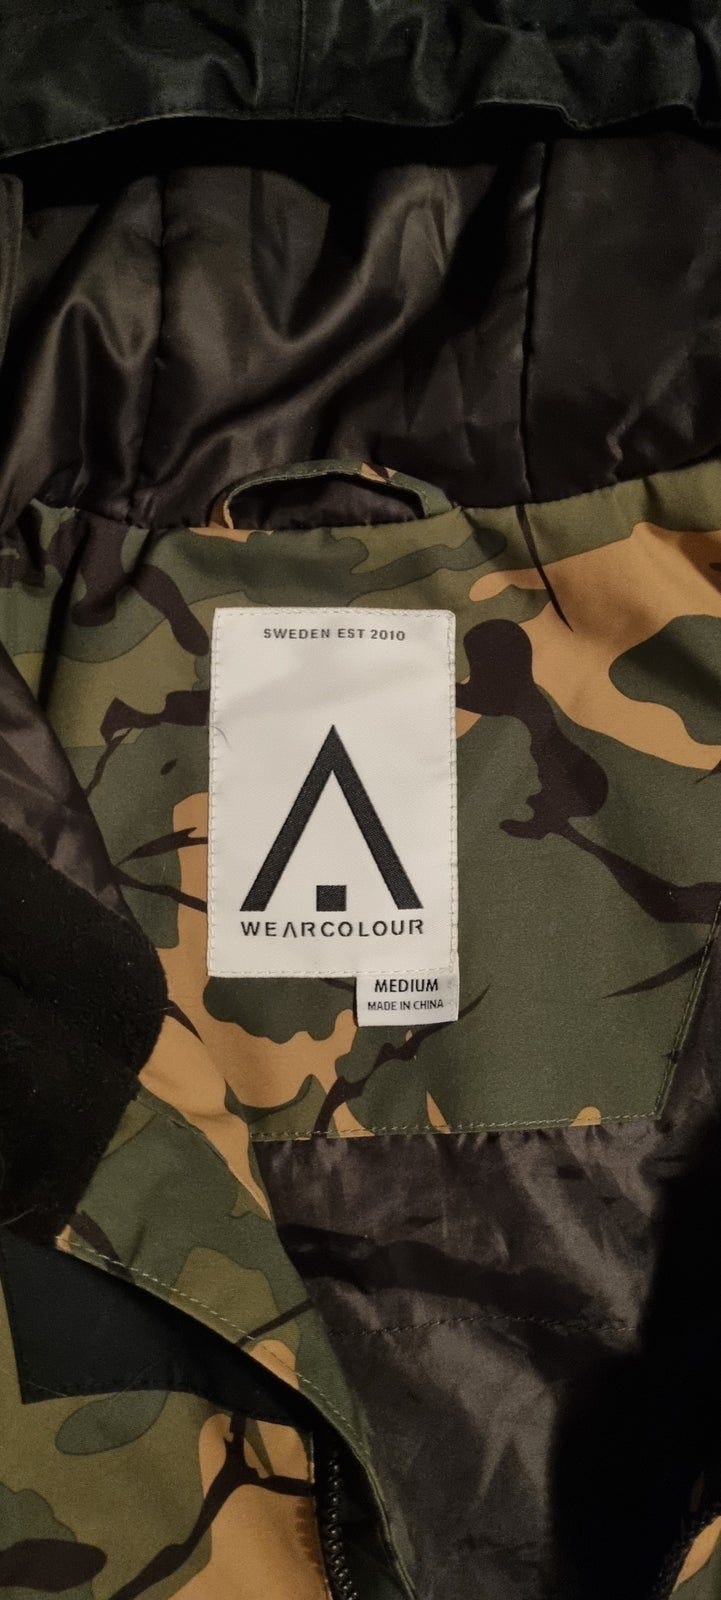 SWEDEN EST 2010
WEARCOLOUR
MEDIUM
MADE IN CHINA